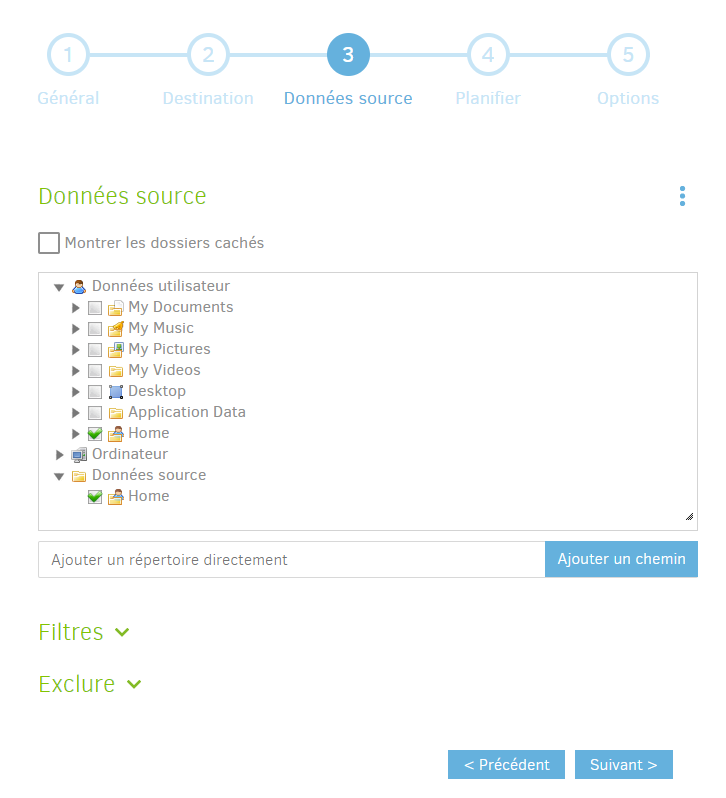 1 2 3 4 5
Général Destination Données source Planifier Options
Données source
Montrer les dossiers cachés
Données utilisateur
My Documents
My Music
My Pictures
My Videos
Desktop
Application Data
Home
Ordinateur
Données source
Home
Ajouter un répertoire directement Ajouter un chemin
Filtres
Exclure
< Précédent Suivant >